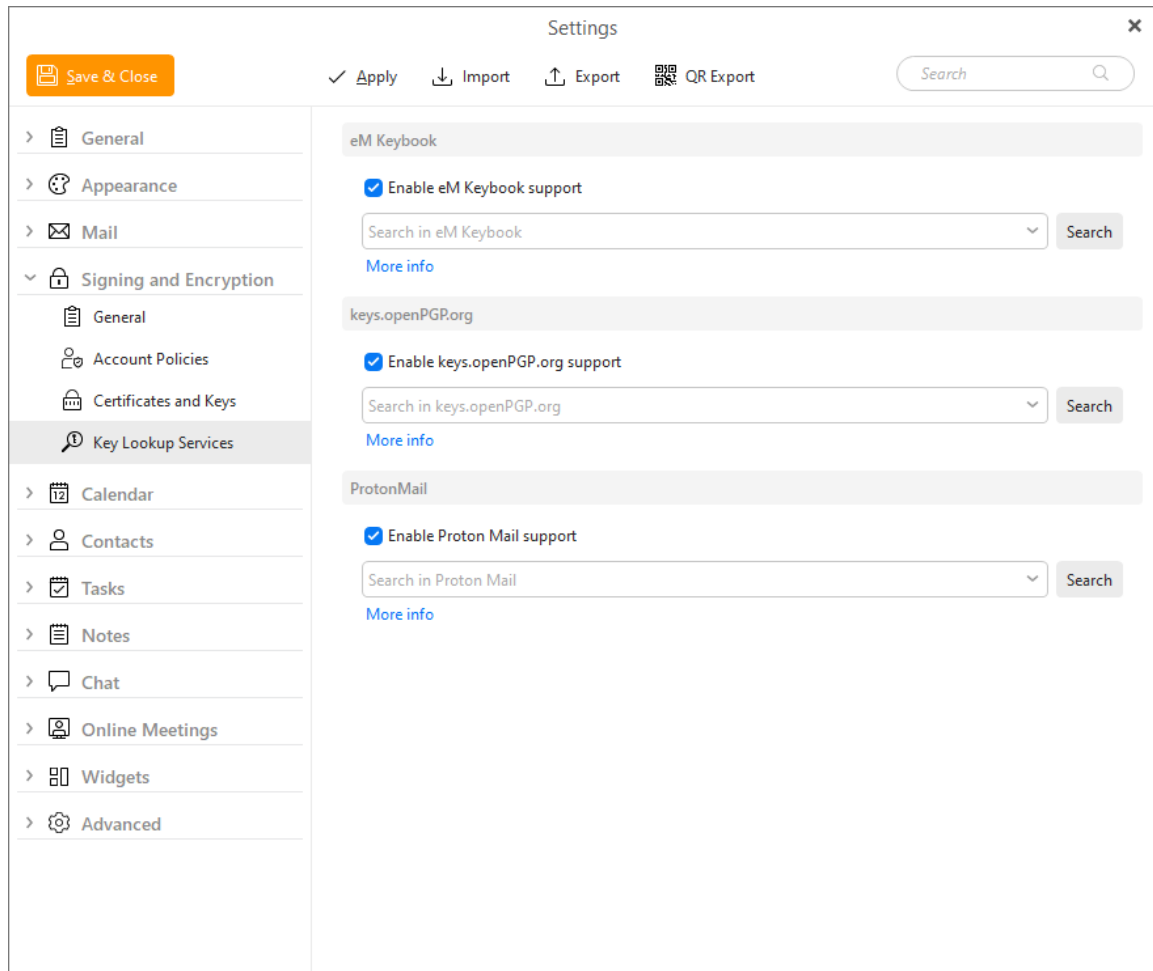 Settings
Save & Close
Apply
Import
Export
QR Export
Search
General
Appearance
Mail
Signing and Encryption
General
Account Policies
Certificates and Keys
Key Lookup Services
Calendar
12
Contacts
Tasks
Notes
Chat
Online Meetings
Widgets
Advanced
eM Keybook
Enable eM Keybook support
Search in eM Keybook
Search
More info
keys.openPGP.org
Enable keys.openPGP.org support
Search in keys.openPGP.org
Search
More info
ProtonMail
Enable Proton Mail support
Search in Proton Mail
Search
More info